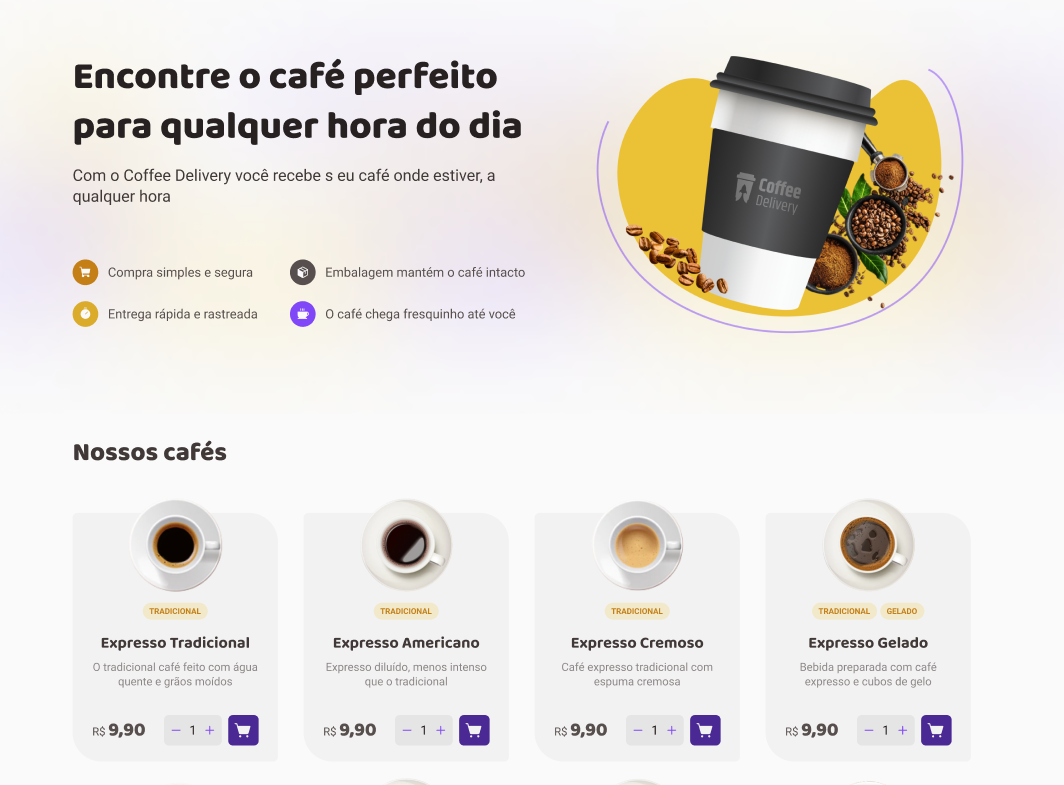 Encontre o café perfeito
para qualquer hora do dia
Com o Coffee Delivery você recebe s eu café onde estiver, a
qualquer hora
Compra simples e segura
Embalagem mantém o café intacto
Entrega rápida e rastreada
O café chega fresquinho até você
Coffee
Delivery
Nossos cafés
TRADICIONAL
Expresso Tradicional
O tradicional café feito com água
quente e grãos moídos
R$ 9,90
− 1 +
TRADICIONAL
Expresso Americano
Expresso diluído, menos intenso
que o tradicional
R$ 9,90
− 1 +
TRADICIONAL
Expresso Cremoso
Café expresso tradicional com
espuma cremosa
R$ 9,90
− 1 +
TRADICIONAL GELADO
Expresso Gelado
Bebida preparada com café
expresso e cubos de gelo
R$ 9,90
− 1 +